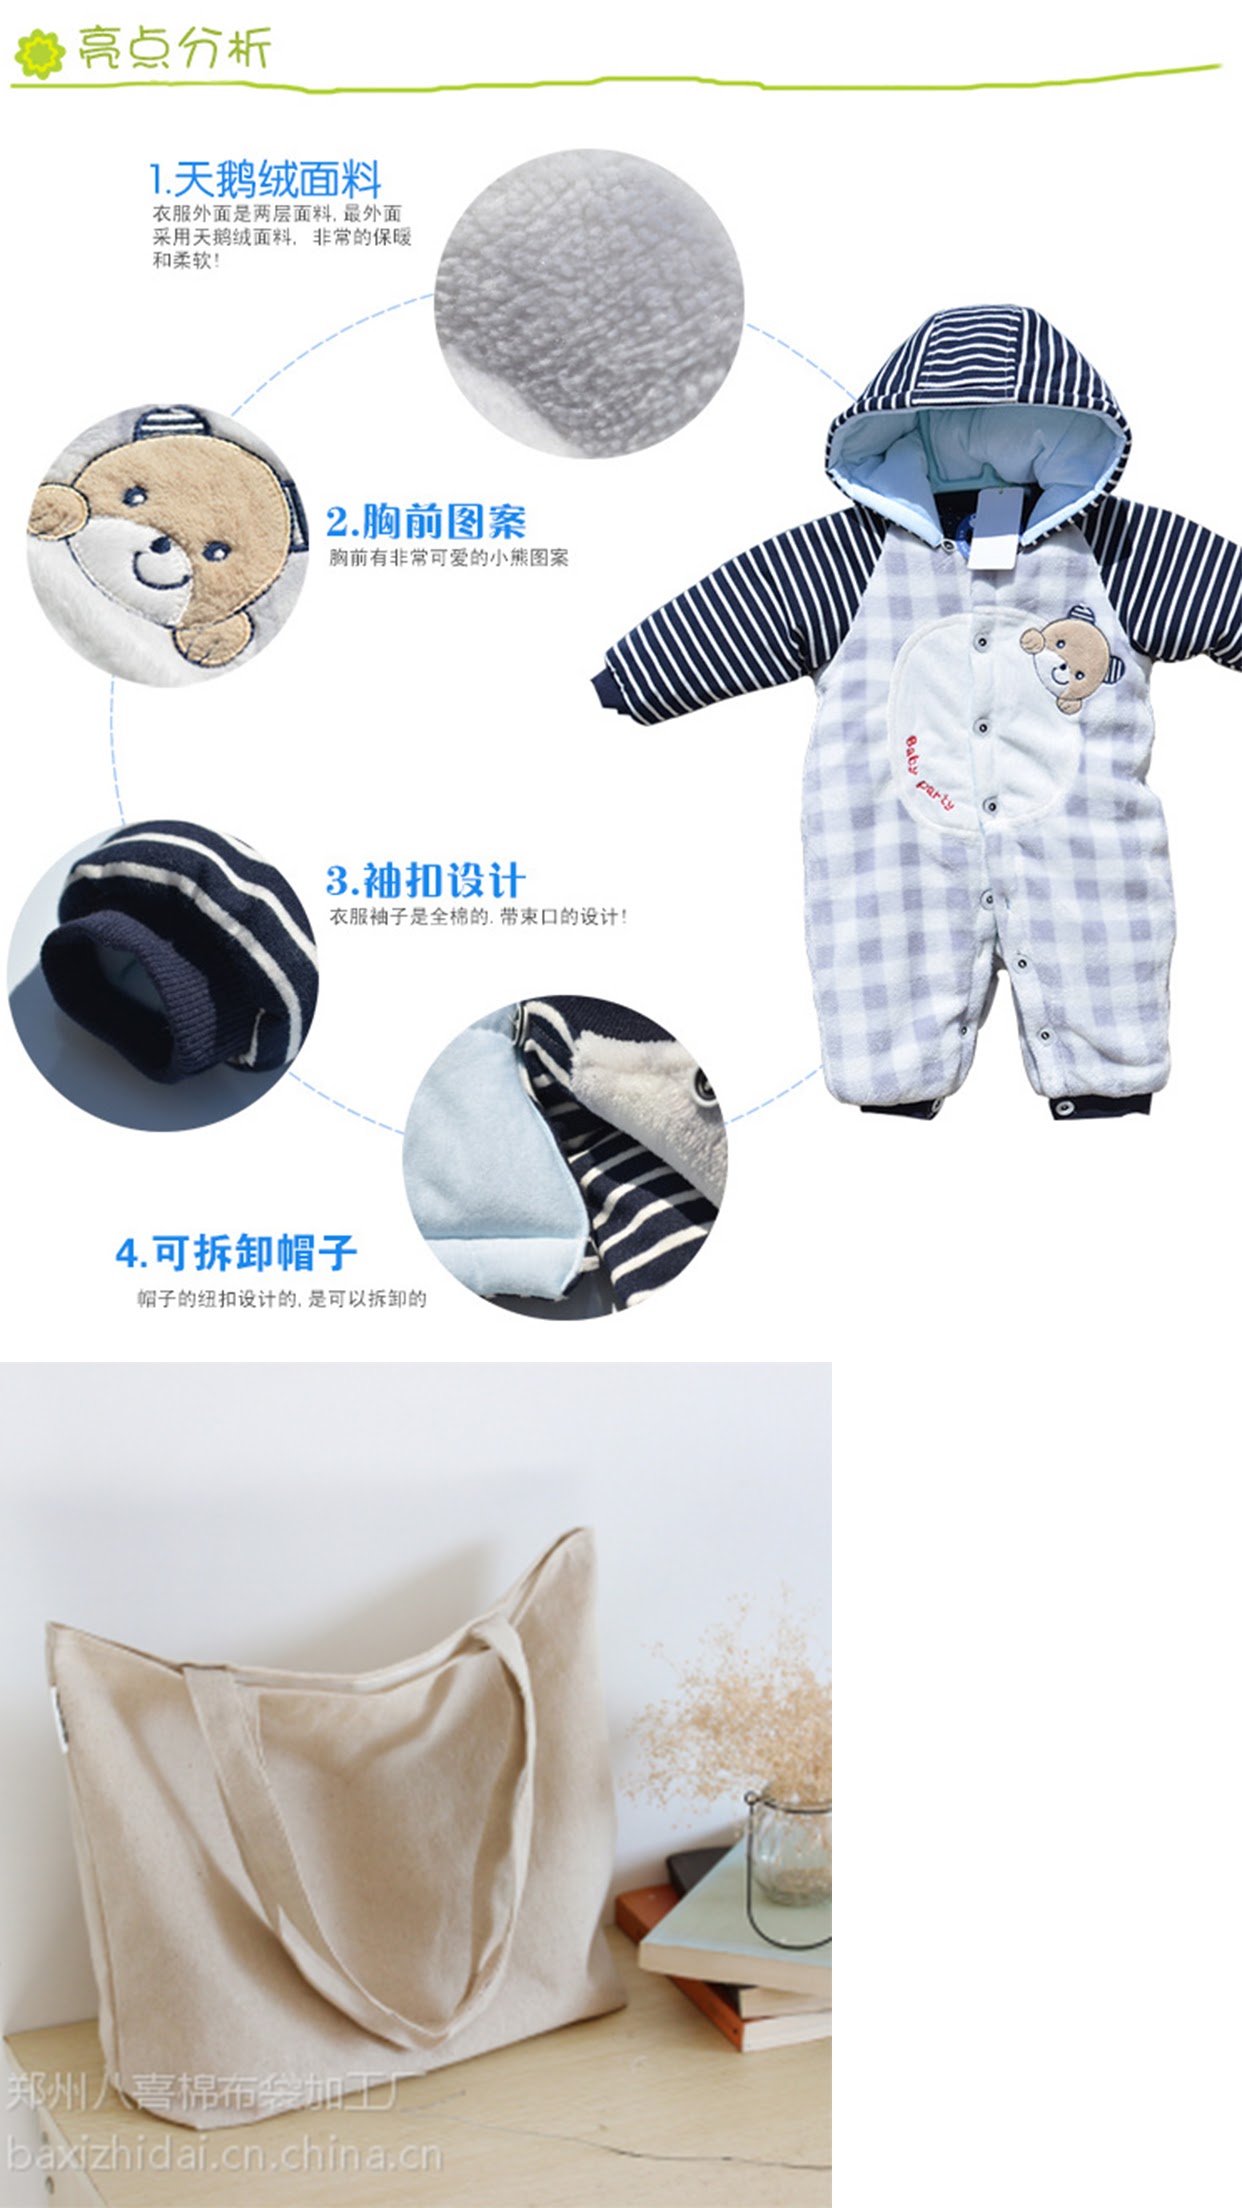 亮点分析
1.天鹅绒面料
衣服外面是两层面料,最外面
采用天鹅绒面料, 非常的保暖
和柔软!
2.胸前图案
胸前有非常可爱的小熊图案
Baby party
3.袖扣设计
衣服袖子是全棉的.带束口的设计!
4.可拆卸帽子
帽子的纽扣设计的,是可以拆卸的
郑州八喜棉布袋加工厂
baxizhidai.cn.china.cn